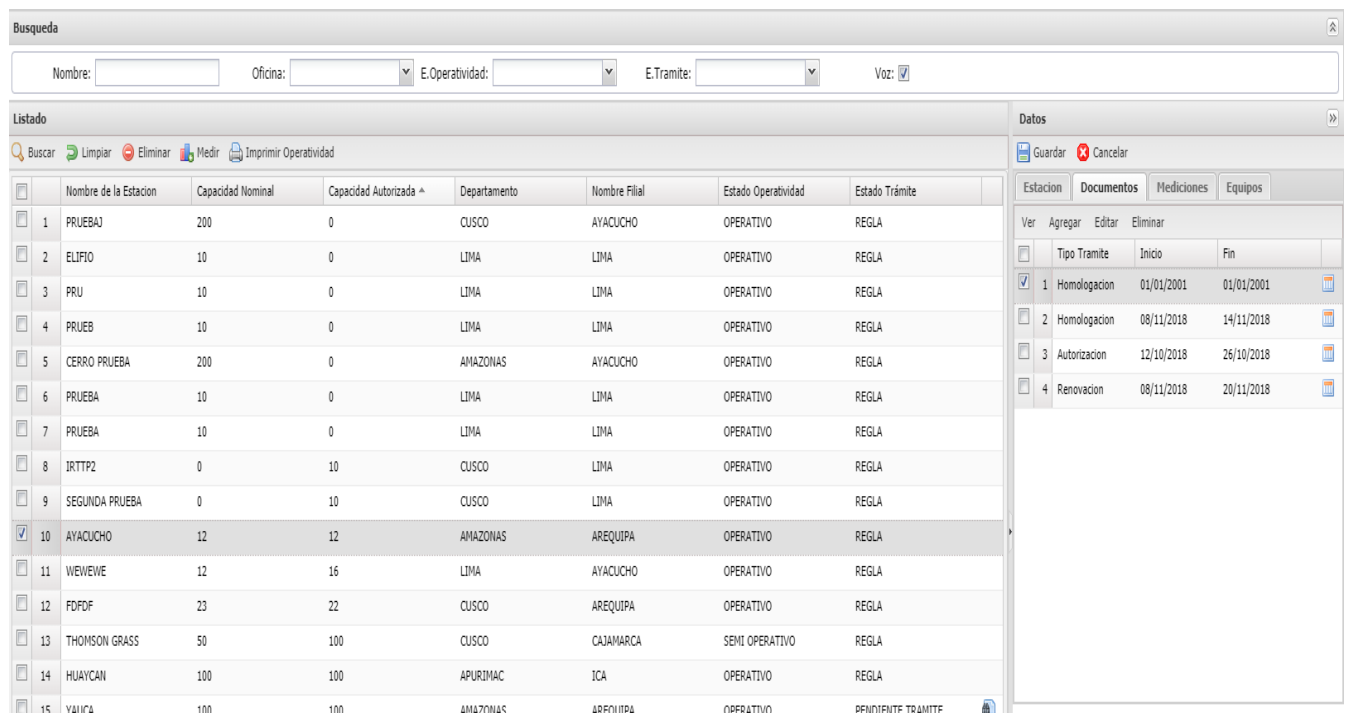 Busqueda
Nombre: Oficina: E.Operatividad: E.Tramite: Voz:
Listado
Buscar Limpiar Eliminar Medir Imprimir Operatividad
Nombre de la Estacion Capacidad Nominal Capacidad Autorizada Departamento Nombre Filial Estado Operatividad Estado Trámite
1 PRUEBAJ 200 0 CUSCO AYACUCHO OPERATIVO REGLA
2 ELIFIO 10 0 LIMA LIMA OPERATIVO REGLA
3 PRU 10 0 LIMA LIMA OPERATIVO REGLA
4 PRUEB 10 0 LIMA LIMA OPERATIVO REGLA
5 CERRO PRUEBA 200 0 AMAZONAS AYACUCHO OPERATIVO REGLA
6 PRUEBA 10 0 LIMA LIMA OPERATIVO REGLA
7 PRUEBA 10 0 LIMA LIMA OPERATIVO REGLA
8 IRTTP2 0 10 CUSCO LIMA OPERATIVO REGLA
9 SEGUNDA PRUEBA 0 10 CUSCO LIMA OPERATIVO REGLA
10 AYACUCHO 12 12 AMAZONAS AREQUIPA OPERATIVO REGLA
11 WEWEWE 12 16 LIMA AYACUCHO OPERATIVO REGLA
12 FDFDF 23 22 CUSCO AREQUIPA OPERATIVO REGLA
13 THOMSON GRASS 50 100 CUSCO CAJAMARCA SEMI OPERATIVO REGLA
14 HUAYCAN 100 100 APURIMAC ICA OPERATIVO REGLA
15 YAUCA 100 100 AMAZONAS AREQUIPA OPERATIVO PENDIENTE TRAMITE
Datos
Guardar Cancelar
Estacion Documentos Mediciones Equipos
Ver Agregar Editar Eliminar
Tipo Tramite Inicio Fin
1 Homologacion 01/01/2001 01/01/2001
2 Homologacion 08/11/2018 14/11/2018
3 Autorizacion 12/10/2018 26/10/2018
4 Renovacion 08/11/2018 20/11/2018